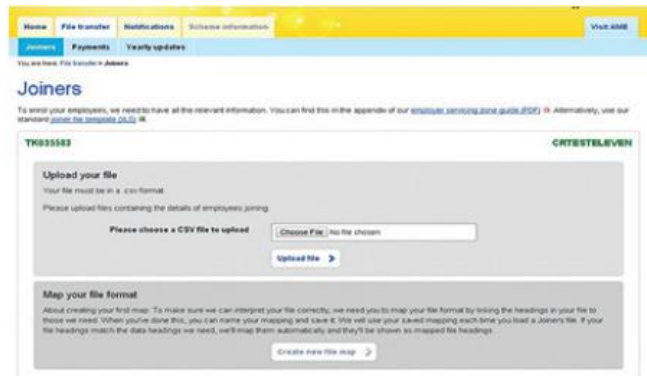 Home File transfer Notifications Scheme information Visit AMB
Joiners Payments Yearly updates
You are here: File transfer > Joiners
Joiners
To enrol your employees, we need to have all the relevant information. You can find this in the appendix of our employer servicing zone guide (PDF). Alternatively, use our
standard joiner file template (XLS)
TK035583 CRTESTELEVEN
Upload your file
Your file must be in a .csv format.
Please upload files containing the details of employees joining.
Please choose a CSV file to upload Choose File No file chosen
Upload file
Map your file format
About creating your first map: To make sure we can interpret your file correctly, we need you to map your file format by linking the headings in your file to
those we need. When you've done this, you can name your mapping and save it. We will use your saved mapping each time you load a Joiners file. If your
file headings match the data headings we need, we'll map them automatically and they'll be shown as mapped file headings.
Create new file map